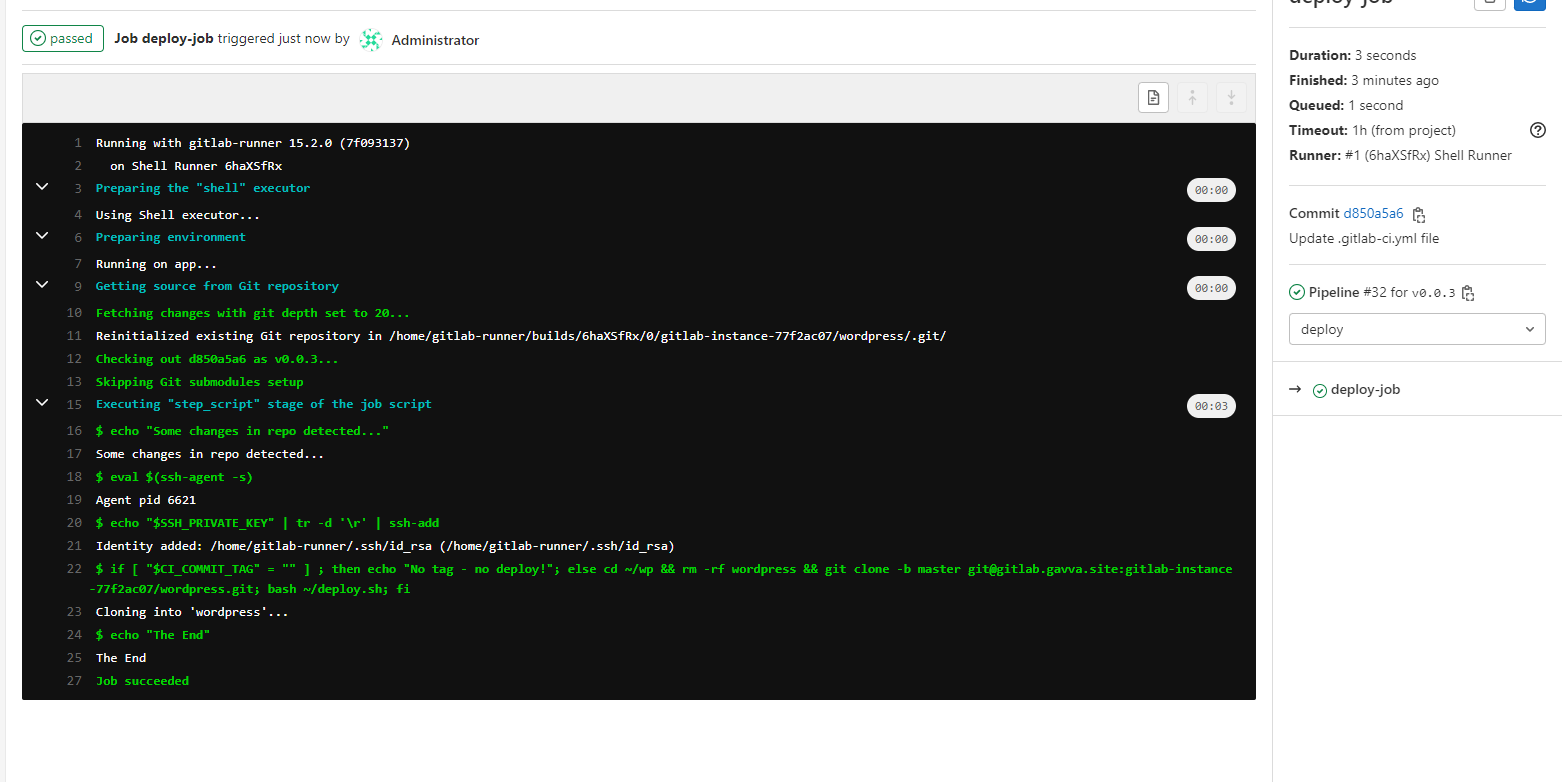 deploy-job
passed Job deploy-job triggered just now by Administrator
1 Running with gitlab-runner 15.2.0 (7f093137)
2 on Shell Runner 6haXSfRx
3 Preparing the "shell" executor 00:00
4 Using Shell executor...
6 Preparing environment 00:00
7 Running on app...
9 Getting source from Git repository 00:00
10 Fetching changes with git depth set to 20...
11 Reinitialized existing Git repository in /home/gitlab-runner/builds/6haXSfRx/0/gitlab-instance-77f2ac07/wordpress/.git/
12 Checking out d850a5a6 as v0.0.3...
13 Skipping Git submodules setup
15 Executing "step_script" stage of the job script 00:03
16 $ echo "Some changes in repo detected..."
17 Some changes in repo detected...
18 $ eval $(ssh-agent -s)
19 Agent pid 6621
20 $ echo "$SSH_PRIVATE_KEY" | tr -d '\r' | ssh-add
21 Identity added: /home/gitlab-runner/.ssh/id_rsa (/home/gitlab-runner/.ssh/id_rsa)
22 $ if [ "$CI_COMMIT_TAG" = "" ] ; then echo "No tag - no deploy!"; else cd ~/wp && rm -rf wordpress && git clone -b master git@gitlab.gavva.site:gitlab-instance
-77f2ac07/wordpress.git; bash ~/deploy.sh; fi
23 Cloning into 'wordpress'...
24 $ echo "The End"
25 The End
27 Job succeeded
Duration: 3 seconds
Finished: 3 minutes ago
Queued: 1 second
Timeout: 1h (from project)
Runner: #1 (6haXSfRx) Shell Runner
Commit d850a5a6
Update .gitlab-ci.yml file
Pipeline #32 for v0.0.3
deploy
deploy-job